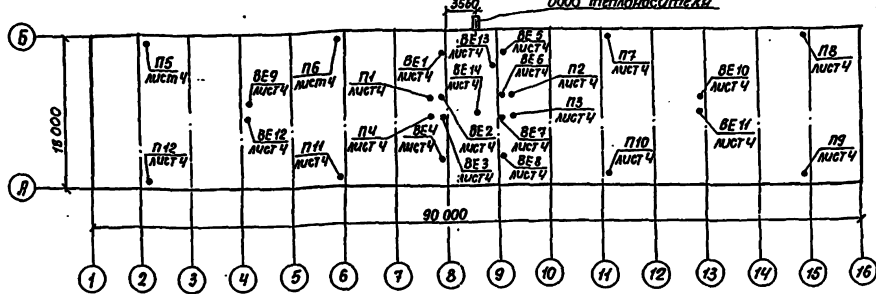 3580
Ввод теплоносителя
Б
П5
лист 4
П6
лист 4
ВЕ1
лист 4
ВЕ13
лист 4
ВЕ5
лист 4
П7
лист 4
П8
лист 4
ВЕ9
лист 4
П1
лист 4
ВЕ14
лист 4
ВЕ6
лист 4
П2
лист 4
ВЕ10
лист 4
18 000
П3
лист 4
П12
лист 4
ВЕ12
лист 4
П11
лист 4
П4
лист 4
ВЕ4
лист 4
ВЕ2
лист 4
ВЕ3
лист 4
ВЕ7
лист 4
ВЕ8
лист 4
П10
лист 4
ВЕ11
лист 4
П9
лист 4
А
90 000
1 2 3 4 5 6 7 8 9 10 11 12 13 14 15 16